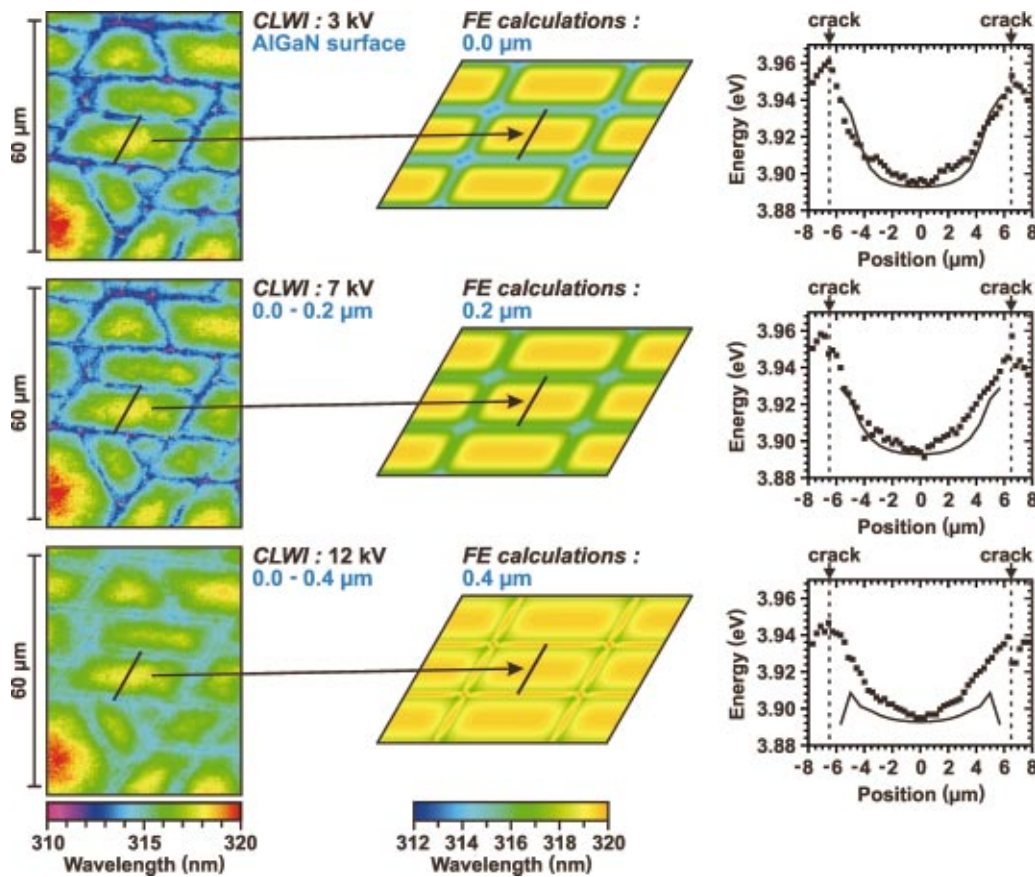 CLWI : 3 kV
AlGaN surface
FE calculations :
0.0 µm
60 µm
crack
crack
3.96
3.94
3.92
3.90
3.88
Energy (eV)
-8 -6 -4 -2 0 2 4 6 8
Position (µm)
CLWI : 7 kV
0.0 - 0.2 µm
FE calculations :
0.2 µm
60 µm
crack
crack
3.96
3.94
3.92
3.90
3.88
Energy (eV)
-8 -6 -4 -2 0 2 4 6 8
Position (µm)
CLWI : 12 kV
0.0 - 0.4 µm
FE calculations :
0.4 µm
60 µm
crack
crack
3.96
3.94
3.92
3.90
3.88
Energy (eV)
-8 -6 -4 -2 0 2 4 6 8
Position (µm)
310 315 320
Wavelength (nm)
312 314 316 318 320
Wavelength (nm)